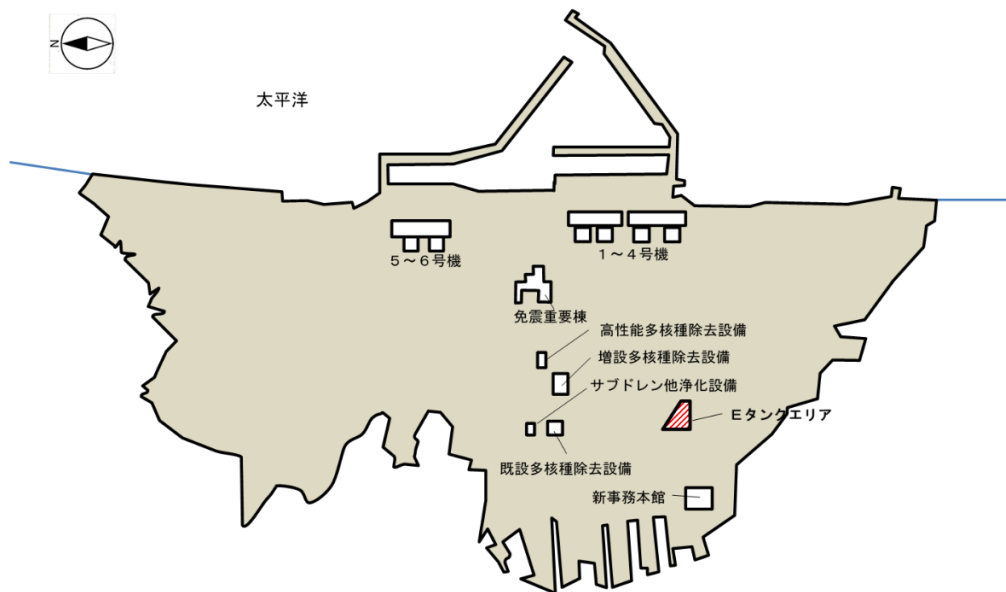 N
太平洋
5～6号機
1～4号機
免震重要棟
高性能多核種除去設備
増設多核種除去設備
サブドレン他浄化設備
Eタンクエリア
既設多核種除去設備
新事務本館